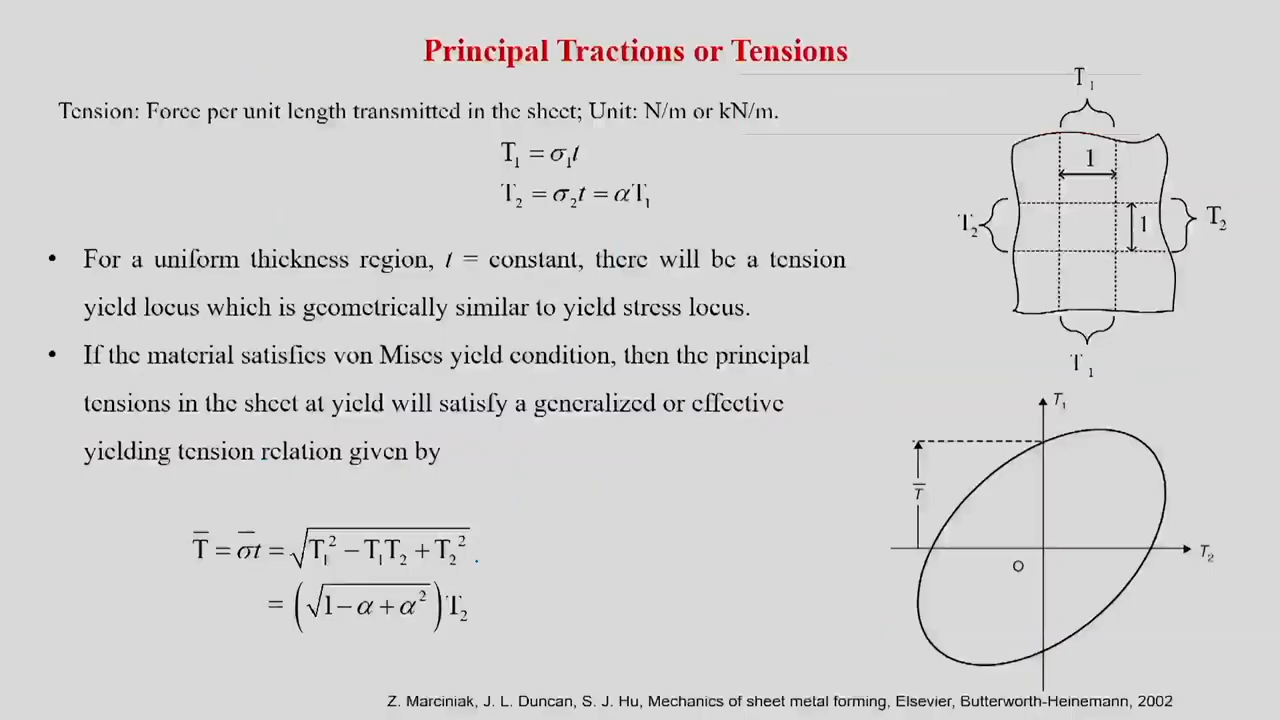 Principal Tractions or Tensions
Tension: Force per unit length transmitted in the sheet; Unit: N/m or kN/m.
T₁ = σ₁t
T₂ = σ₂t = αT₁
• For a uniform thickness region, t = constant, there will be a tension
yield locus which is geometrically similar to yield stress locus.
• If the material satisfies von Mises yield condition, then the principal
tensions in the sheet at yield will satisfy a generalized or effective
yielding tension relation given by
T̄ = σ̄t = √(T₁² − T₁T₂ + T₂²) .
= (√(1 − α + α²)) T₂
T₁
1
T₂
1
T₂
T₁
T₁
T̄
T₂
O
Z. Marciniak, J. L. Duncan, S. J. Hu, Mechanics of sheet metal forming, Elsevier, Butterworth-Heinemann, 2002